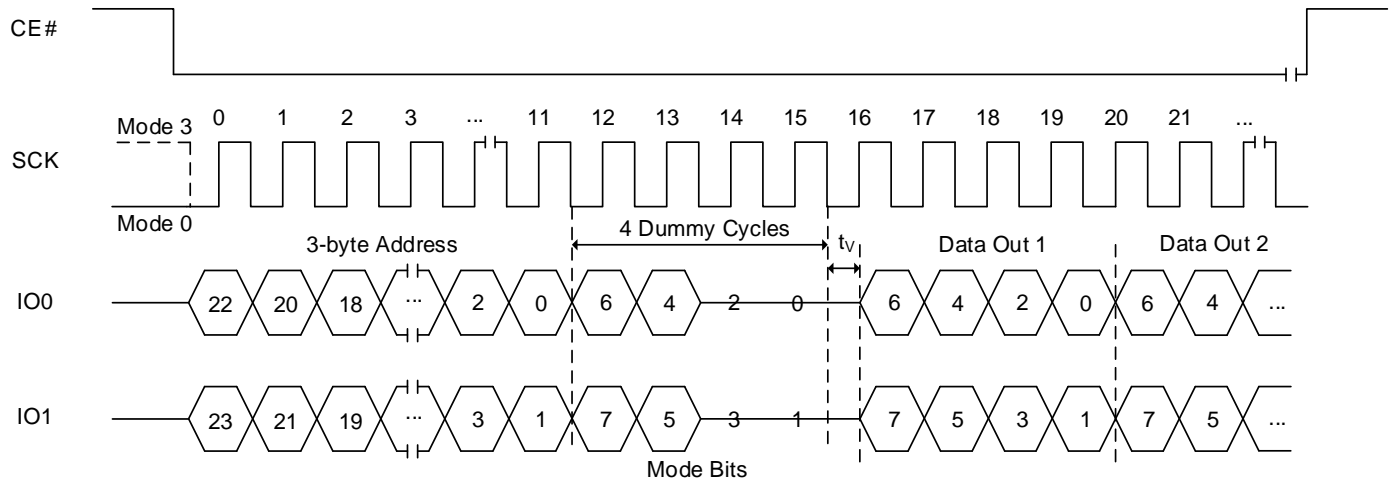 CE#
0 1 2 3 ... 11 12 13 14 15 16 17 18 19 20 21 ...
Mode 3
SCK
Mode 0
3-byte Address 4 Dummy Cycles tV Data Out 1 Data Out 2
IO0 22 20 18 ... 2 0 6 4 2 0 6 4 2 0 6 4 ...
IO1 23 21 19 ... 3 1 7 5 3 1 7 5 3 1 7 5 ...
Mode Bits